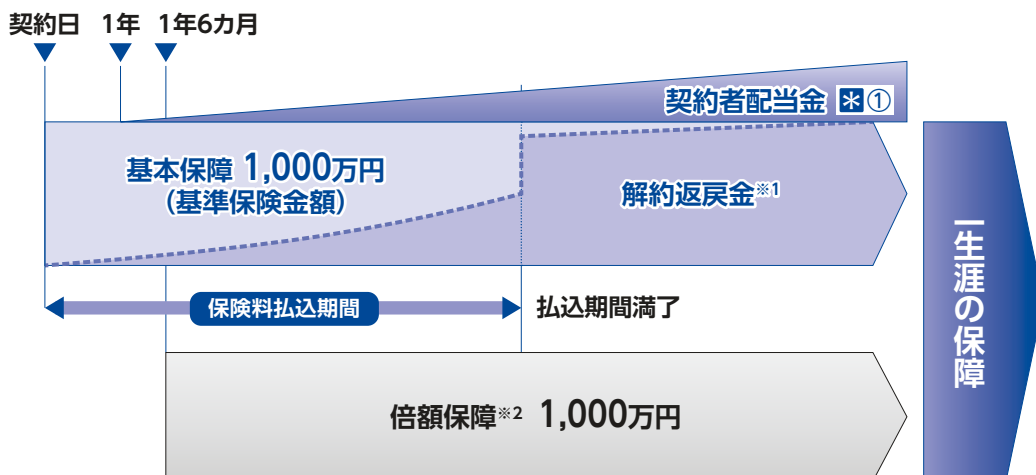 契約日 1年 1年6カ月
契約者配当金 *①
基本保障 1,000万円
(基準保険金額)
解約返戻金※1
保険料払込期間
払込期間満了
倍額保障※2 1,000万円
一生涯の保障